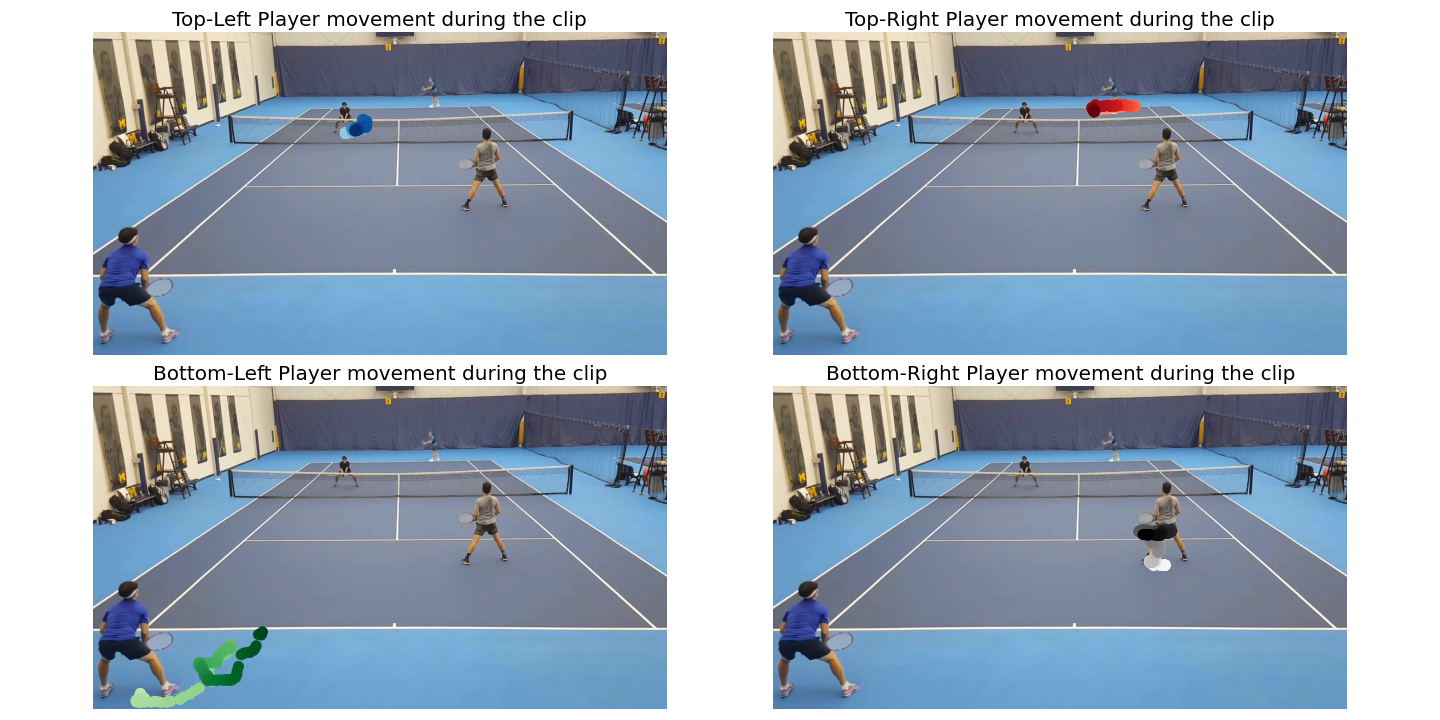 Top-Left Player movement during the clip
Top-Right Player movement during the clip
Bottom-Left Player movement during the clip
Bottom-Right Player movement during the clip